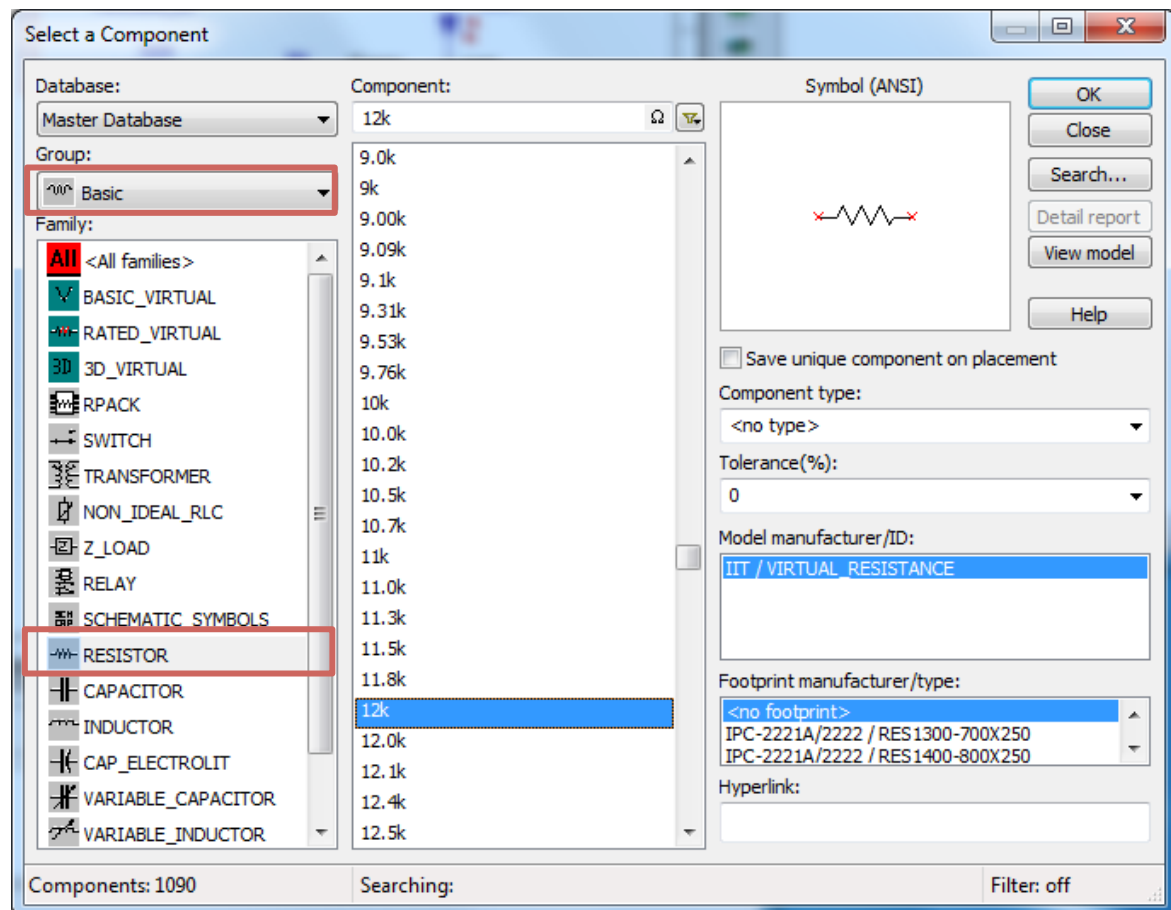 Select a Component
Database:
Master Database
Group:
Basic
Family:
All <All families>
BASIC_VIRTUAL
RATED_VIRTUAL
3D 3D_VIRTUAL
RPACK
SWITCH
TRANSFORMER
NON_IDEAL_RLC
Z Z_LOAD
RELAY
SCHEMATIC_SYMBOLS
RESISTOR
CAPACITOR
INDUCTOR
CAP_ELECTROLIT
VARIABLE_CAPACITOR
VARIABLE_INDUCTOR
Component:
12k Ω
9.0k
9k
9.00k
9.09k
9.1k
9.31k
9.53k
9.76k
10k
10.0k
10.2k
10.5k
10.7k
11k
11.0k
11.3k
11.5k
11.8k
12k
12.0k
12.1k
12.4k
12.5k
Symbol (ANSI)
OK
Close
Search...
Detail report
View model
Help
Save unique component on placement
Component type:
<no type>
Tolerance(%):
0
Model manufacturer/ID:
IIT / VIRTUAL_RESISTANCE
Footprint manufacturer/type:
<no footprint>
IPC-2221A/2222 / RES1300-700X250
IPC-2221A/2222 / RES1400-800X250
Hyperlink:
Components: 1090
Searching:
Filter: off